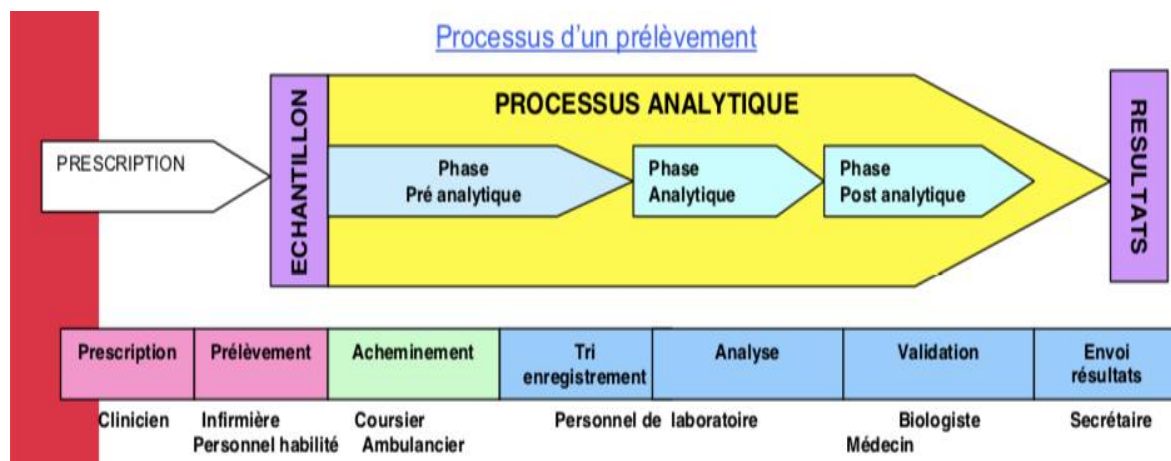 Processus d'un prélèvement
PROCESSUS ANALYTIQUE
PRESCRIPTION
ECHANTILLON
Phase
Pré analytique
Phase
Analytique
Phase
Post analytique
RESULTATS
Prescription
Prélèvement
Acheminement
Tri
enregistrement
Analyse
Validation
Envoi
résultats
Clinicien
Infirmière
Personnel habilité
Coursier
Ambulancier
Personnel de laboratoire
Biologiste
Médecin
Secrétaire